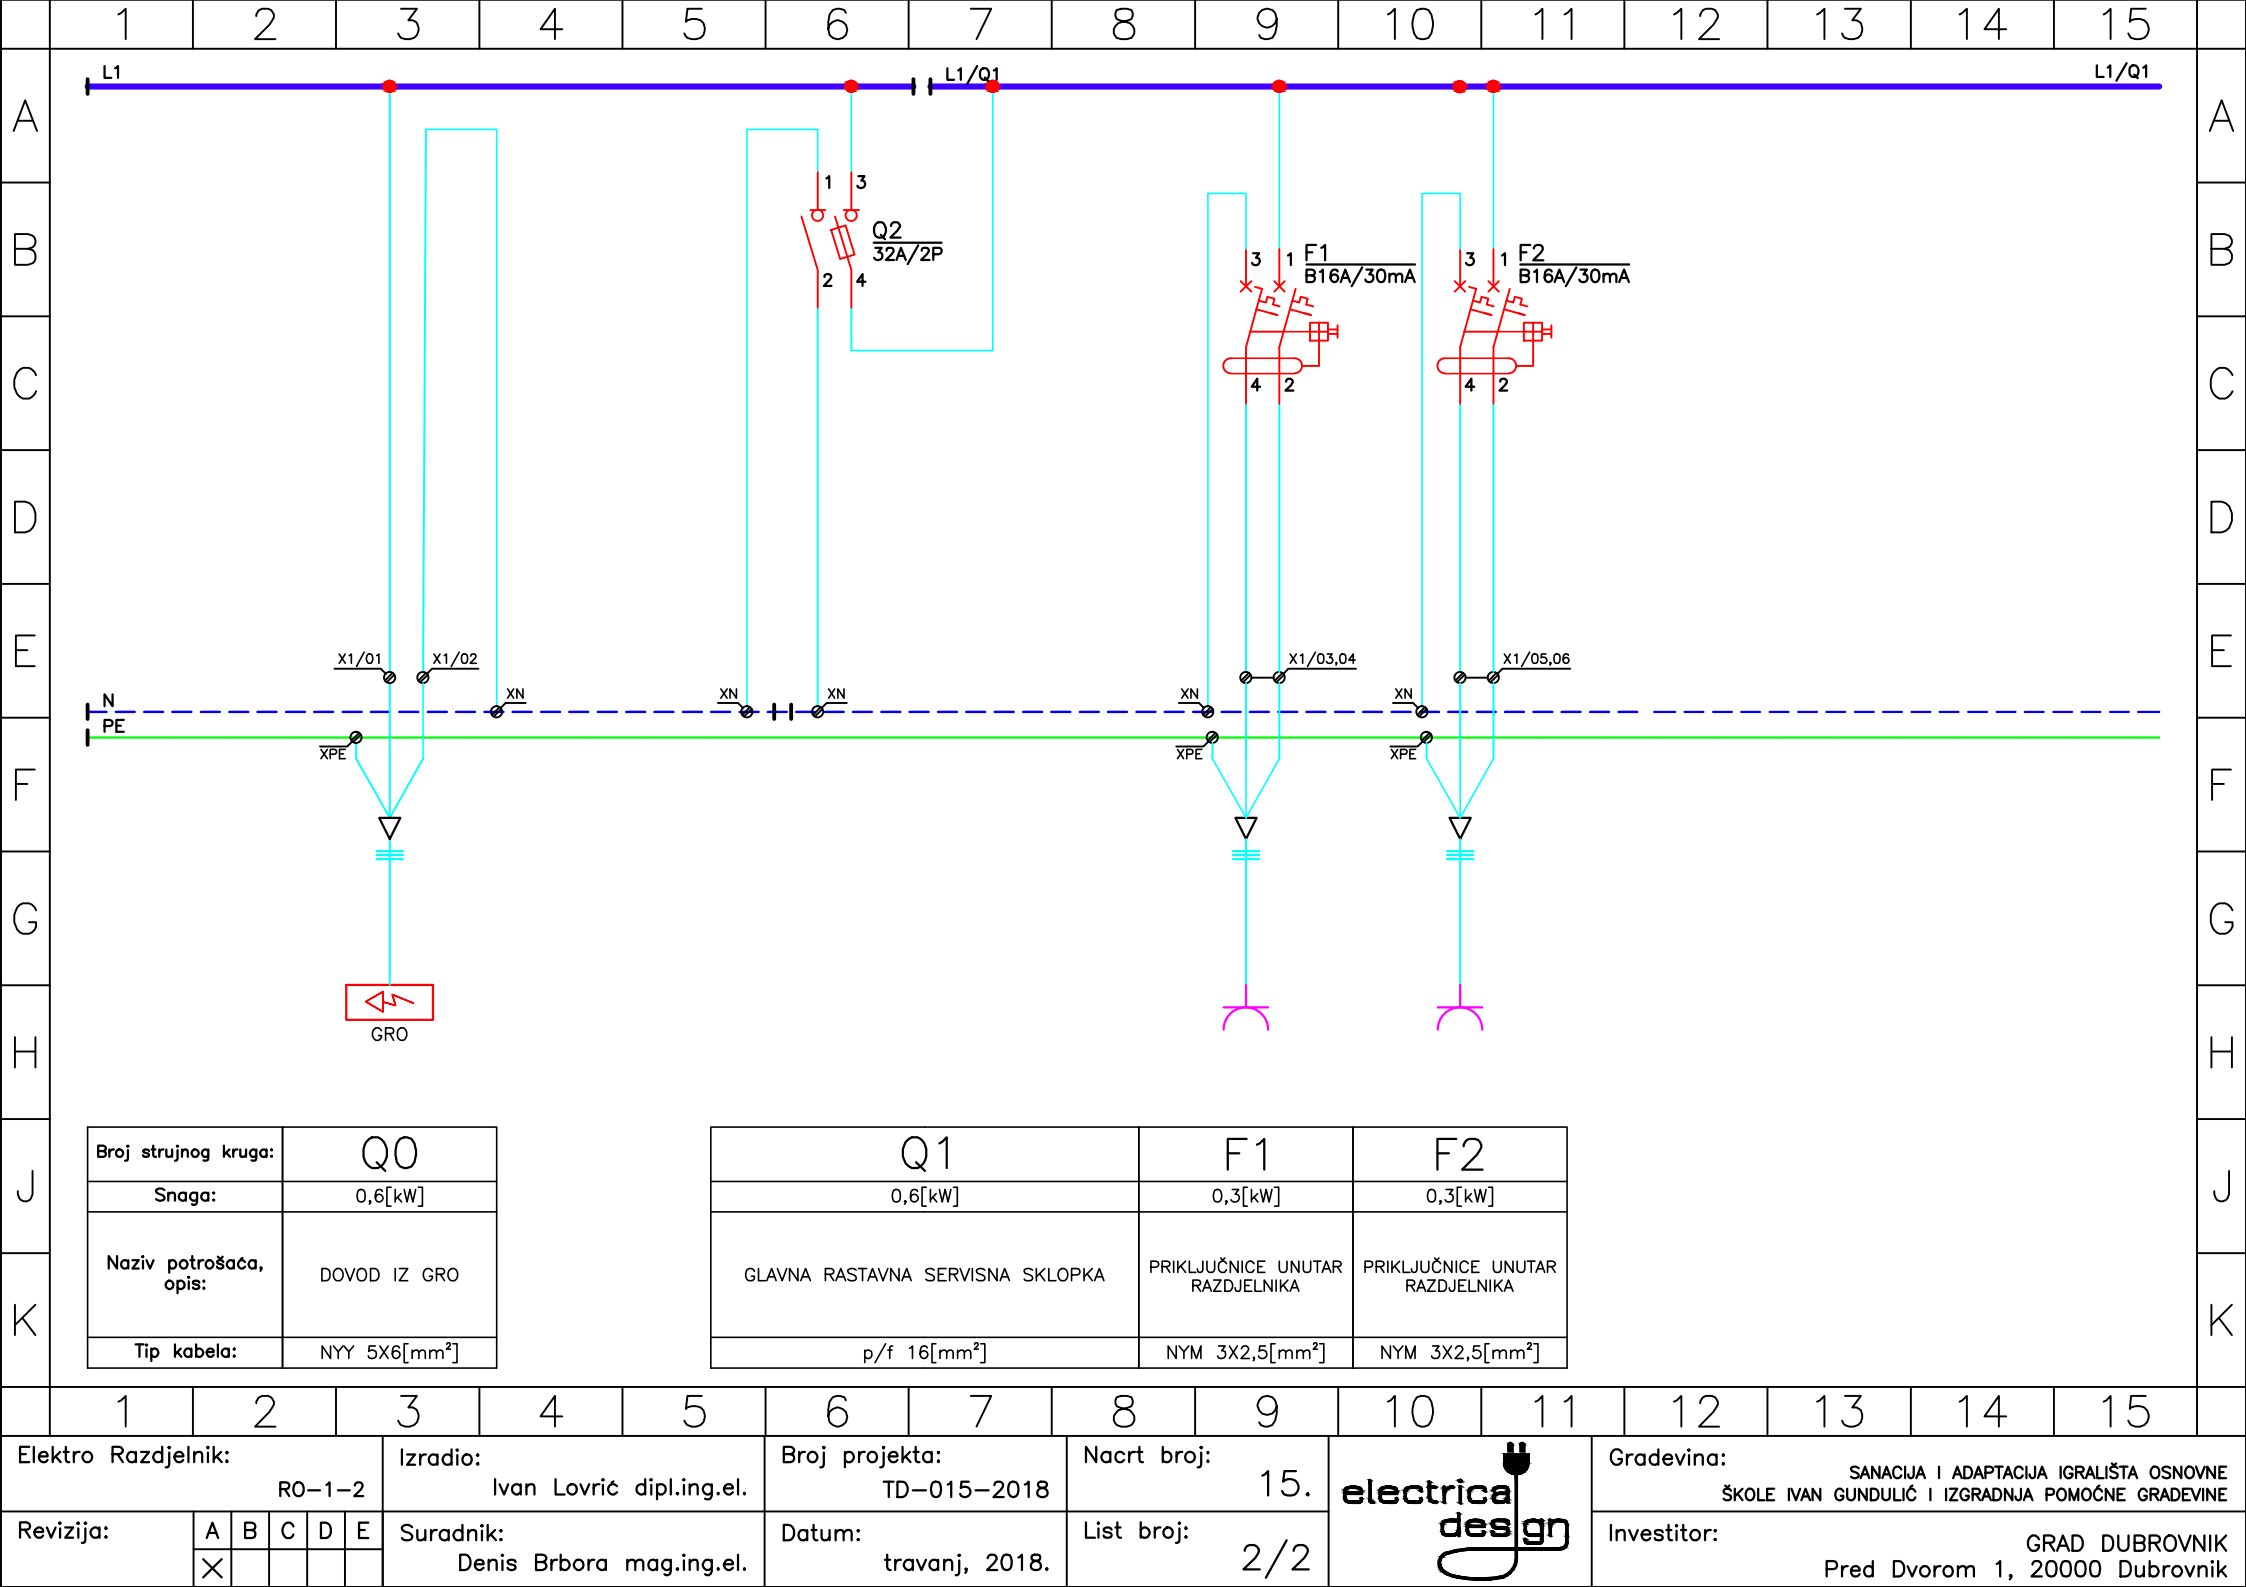 1 2 3 4 5 6 7 8 9 10 11 12 13 14 15
L1
L1/Q1
L1/Q1
A A
1 3
B B
Q2
32A/2P
2 4
3 1 F1
B16A/30mA
3 1 F2
B16A/30mA
C C
4 2
4 2
D D
E E
X1/01 X1/02
X1/03,04
X1/05,06
N
XN XN XN XN XN
PE
XPE XPE XPE
F F
G G
GRO
H H
Broj strujnog kruga: Q0 Q1 F1 F2
J J
Snaga: 0,6[kW] 0,6[kW] 0,3[kW] 0,3[kW]
Naziv potrošača,
opis:
DOVOD IZ GRO
GLAVNA RASTAVNA SERVISNA SKLOPKA
PRIKLJUČNICE UNUTAR
RAZDJELNIKA
PRIKLJUČNICE UNUTAR
RAZDJELNIKA
K K
Tip kabela: NYY 5X6[mm²] p/f 16[mm²] NYM 3X2,5[mm²] NYM 3X2,5[mm²]
1 2 3 4 5 6 7 8 9 10 11 12 13 14 15
Elektro Razdjelnik:
RO-1-2
Izradio:
Ivan Lovrić dipl.ing.el.
Broj projekta:
TD-015-2018
Nacrt broj:
15.
electrica
design
Gradevina:
SANACIJA I ADAPTACIJA IGRALIŠTA OSNOVNE
ŠKOLE IVAN GUNDULIĆ I IZGRADNJA POMOĆNE GRADEVINE
Revizija: A B C D E
X
Suradnik:
Denis Brbora mag.ing.el.
Datum:
travanj, 2018.
List broj:
2/2
Investitor:
GRAD DUBROVNIK
Pred Dvorom 1, 20000 Dubrovnik